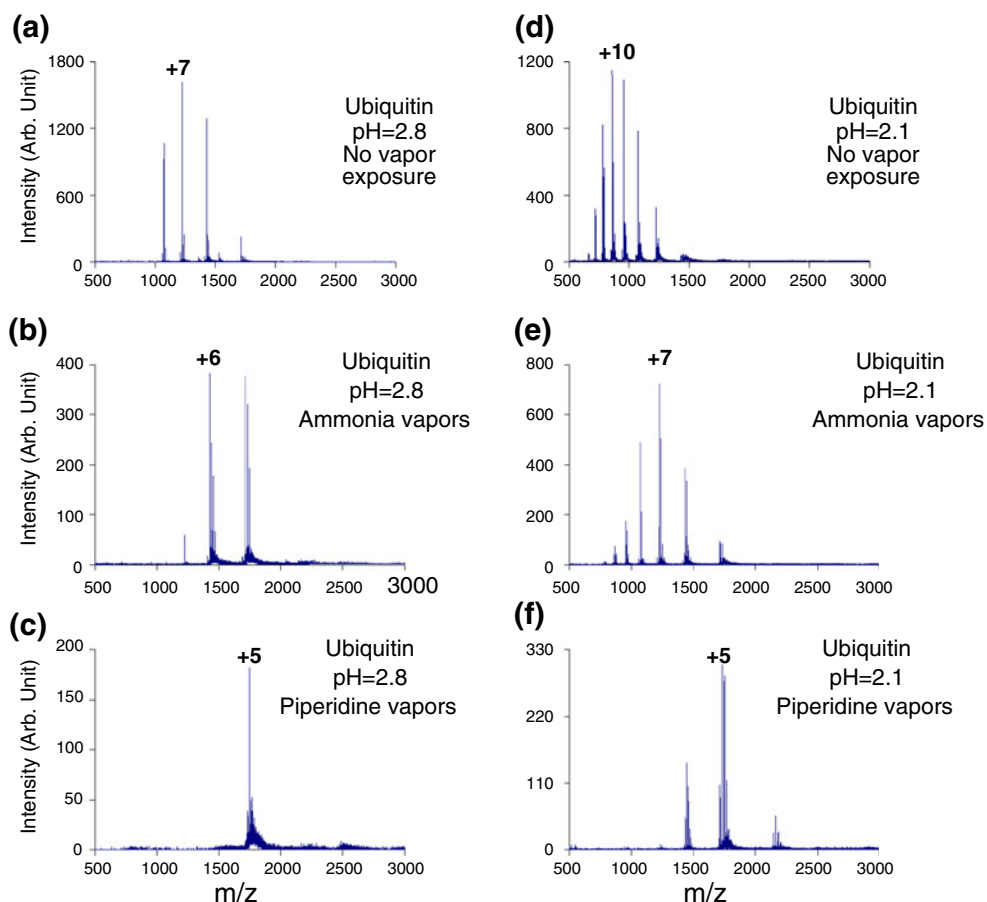 (a)
Intensity (Arb. Unit)
1800
1200
600
0
+7
Ubiquitin
pH=2.8
No vapor
exposure
500 1000 1500 2000 2500 3000
(d)
1200
800
400
0
+10
Ubiquitin
pH=2.1
No vapor
exposure
500 1000 1500 2000 2500 3000
(b)
Intensity (Arb. Unit)
400
300
200
100
0
+6
Ubiquitin
pH=2.8
Ammonia vapors
500 1000 1500 2000 2500 3000
(e)
800
600
400
200
0
+7
Ubiquitin
pH=2.1
Ammonia vapors
500 1000 1500 2000 2500 3000
(c)
Intensity (Arb. Unit)
200
150
100
50
0
+5
Ubiquitin
pH=2.8
Piperidine vapors
500 1000 1500 2000 2500 3000
m/z
(f)
330
220
110
0
+5
Ubiquitin
pH=2.1
Piperidine vapors
500 1000 1500 2000 2500 3000
m/z